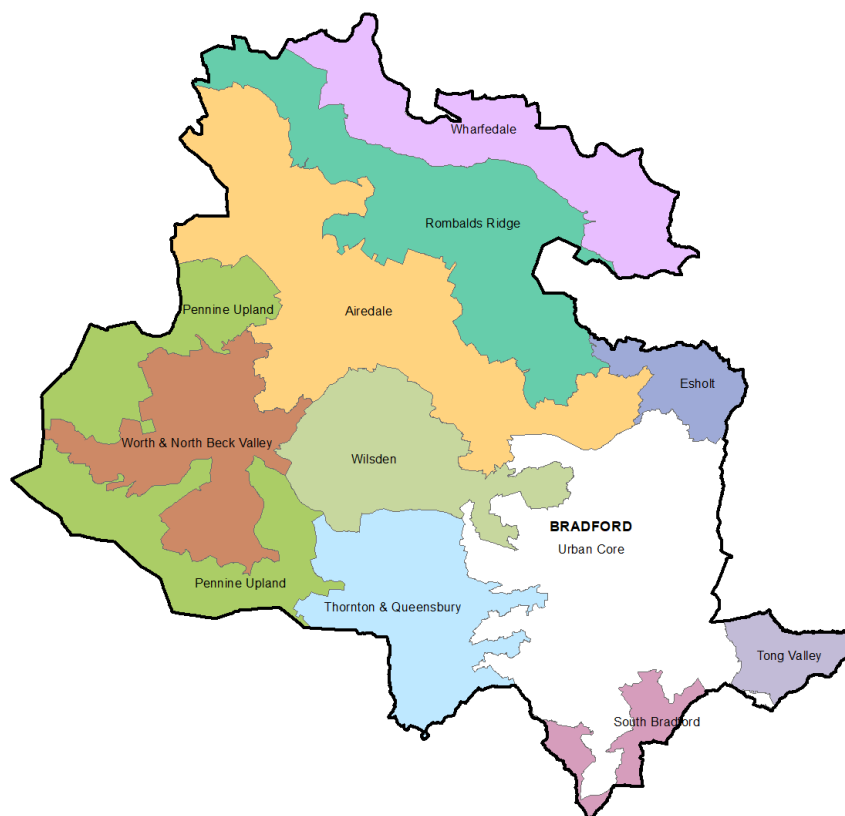 Wharfedale
Rombalds Ridge
Pennine Upland
Airedale
Esholt
Worth & North Beck Valley
Wilsden
BRADFORD
Urban Core
Pennine Upland
Thornton & Queensbury
Tong Valley
South Bradford